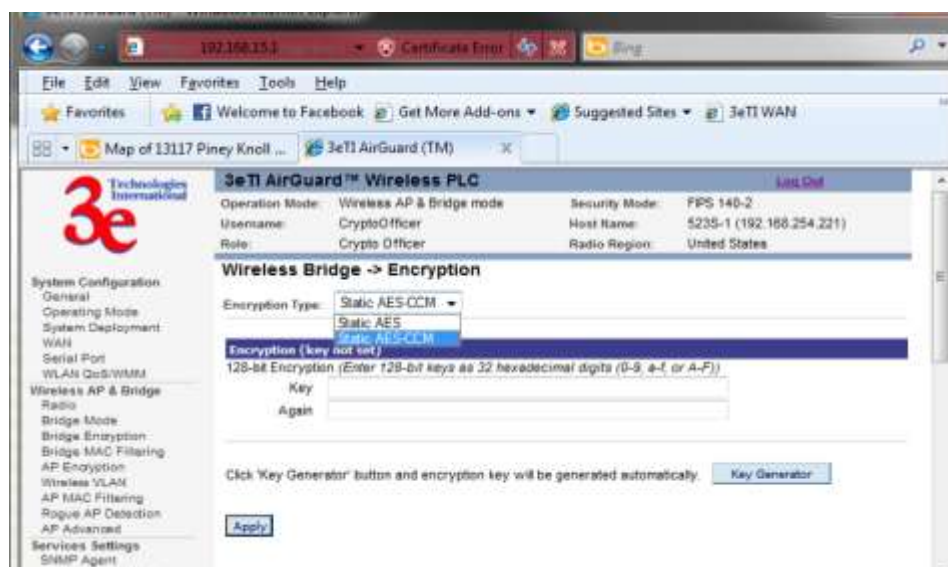 192.168.15.1
Certificate Error
Bing
File Edit View Favorites Tools Help
Favorites Welcome to Facebook Get More Add-ons Suggested Sites 3eTI WAN
Map of 13117 Piney Knoll ... 3eTI AirGuard (TM)
3e Technologies International
3eTI AirGuard™ Wireless PLC Log Out
Operation Mode: Wireless AP & Bridge mode Security Mode: FIPS 140-2
Username: CryptoOfficer Host Name: 523S-1 (192.168.254.221)
Role: Crypto Officer Radio Region: United States
System Configuration
General
Operating Mode
System Deployment
WAN
Serial Port
WLAN QoS/WMM
Wireless AP & Bridge
Radio
Bridge Mode
Bridge Encryption
Bridge MAC Filtering
AP Encryption
Wireless VLAN
AP MAC Filtering
Rogue AP Detection
AP Advanced
Services Settings
SNMP Agent
Wireless Bridge -> Encryption
Encryption Type: Static AES-CCM
Static AES
Static AES-CCM
Encryption (key not set)
128-bit Encryption (Enter 128-bit keys as 32 hexadecimal digits (0-9, a-f, or A-F))
Key
Again
Click 'Key Generator' button and encryption key will be generated automatically. Key Generator
Apply